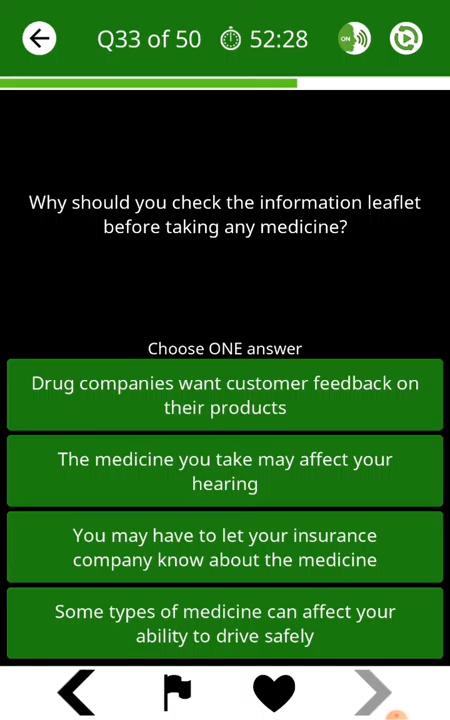 Q33 of 50 52:28
ON
Why should you check the information leaflet
before taking any medicine?
Choose ONE answer
Drug companies want customer feedback on
their products
The medicine you take may affect your
hearing
You may have to let your insurance
company know about the medicine
Some types of medicine can affect your
ability to drive safely